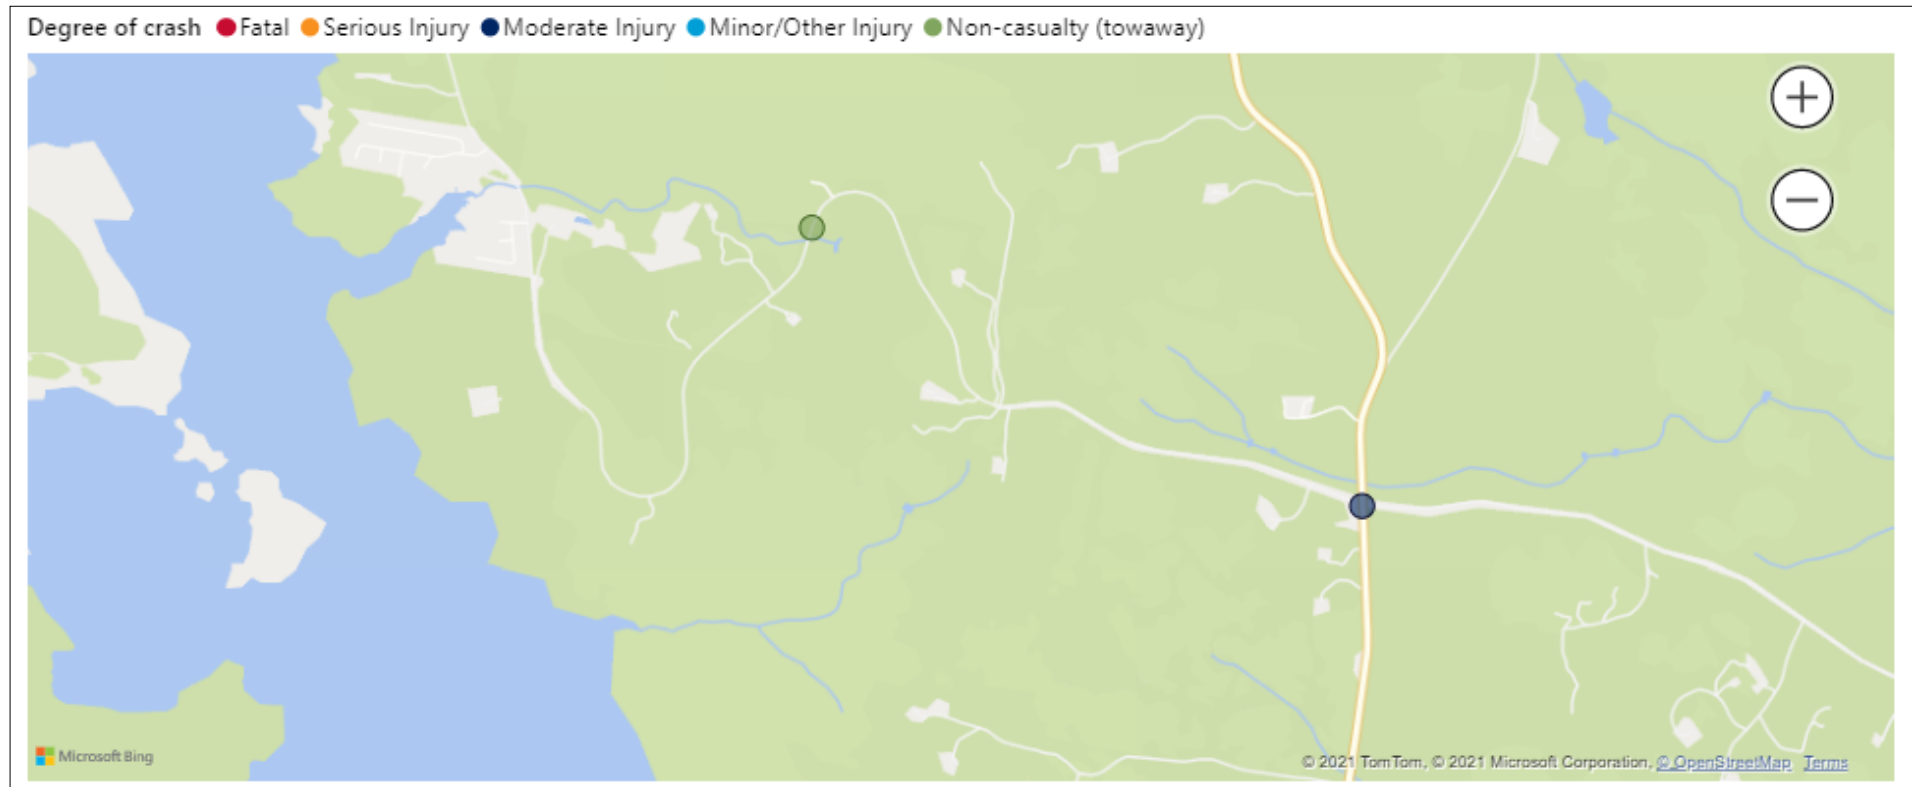 Degree of crash Fatal Serious Injury Moderate Injury Minor/Other Injury Non-casualty (towaway)
Microsoft Bing
© 2021 TomTom, © 2021 Microsoft Corporation, © OpenStreetMap Terms